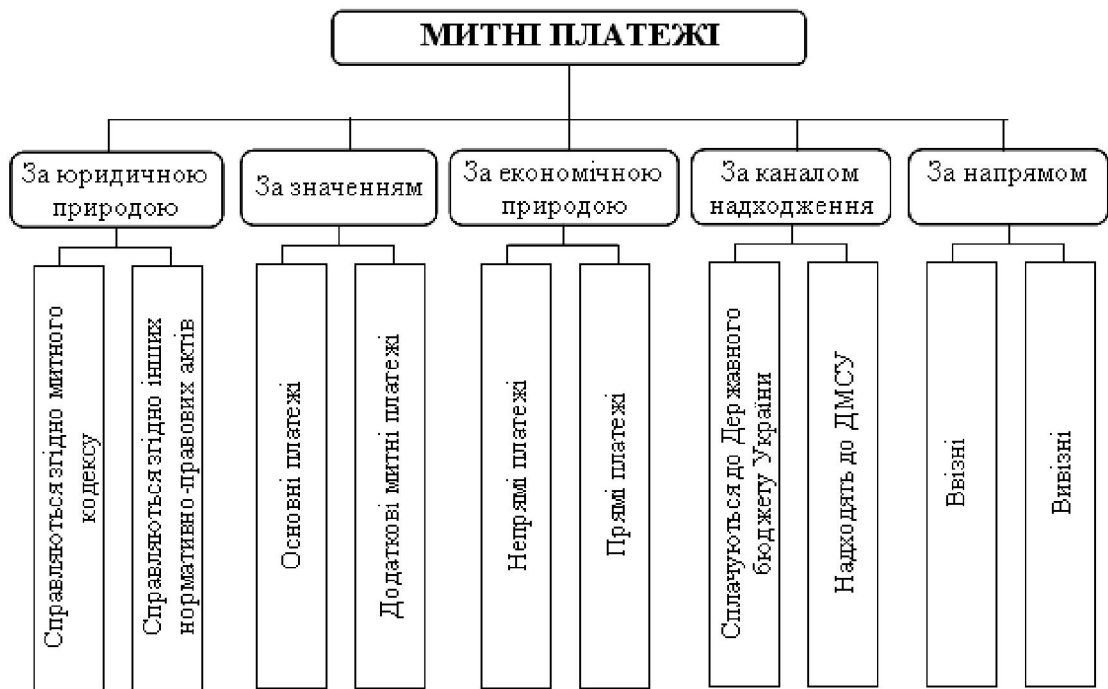 МИТНІ ПЛАТЕЖІ
За юридичною
природою
За значенням
За економічною
природою
За каналом
надходження
За напрямом
Справляються згідно митного
кодексу
Справляються згідно інших
нормативно-правових актів
Основні платежі
Додаткові митні платежі
Непрямі платежі
Прямі платежі
Сплачуються до Державного
бюджету України
Надходять до ДМСУ
Ввізні
Вивізні